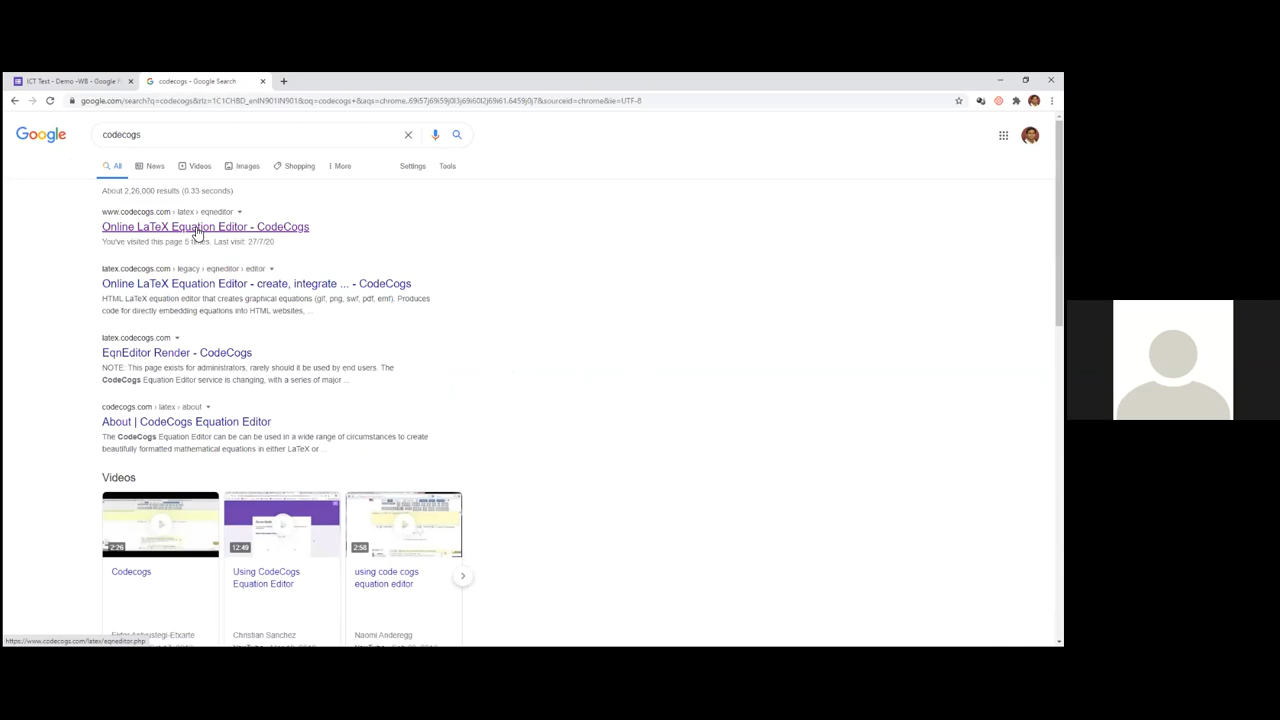 ICT Test - Demo -WB - Google F
codecogs - Google Search
google.com/search?q=codecogs&rlz=1C1CHBD_enIN901IN901&oq=codecogs+&aqs=chrome..69i57j69i59j0l3j69i60l2j69i61.6459j0j7&sourceid=chrome&ie=UTF-8
Google
codecogs
All News Videos Images Shopping More Settings Tools
About 2,26,000 results (0.33 seconds)
www.codecogs.com › latex › eqneditor
Online LaTeX Equation Editor - CodeCogs
You've visited this page 5 times. Last visit: 27/7/20
latex.codecogs.com › legacy › eqneditor › editor
Online LaTeX Equation Editor - create, integrate ... - CodeCogs
HTML LaTeX equation editor that creates graphical equations (gif, png, swf, pdf, emf). Produces
code for directly embedding equations into HTML websites, ...
latex.codecogs.com
EqnEditor Render - CodeCogs
NOTE: This page exists for administrators, rarely should it be used by end users. The
CodeCogs Equation Editor service is changing, with a series of major ...
codecogs.com › latex › about
About | CodeCogs Equation Editor
The CodeCogs Equation Editor can be can be used in a wide range of circumstances to create
beautifully formatted mathematical equations in either LaTeX or ...
Videos
2:26
12:49
2:58
Codecogs
Using CodeCogs
Equation Editor
using code cogs
equation editor
Christian Sanchez
Naomi Anderegg
https://www.codecogs.com/latex/eqneditor.php